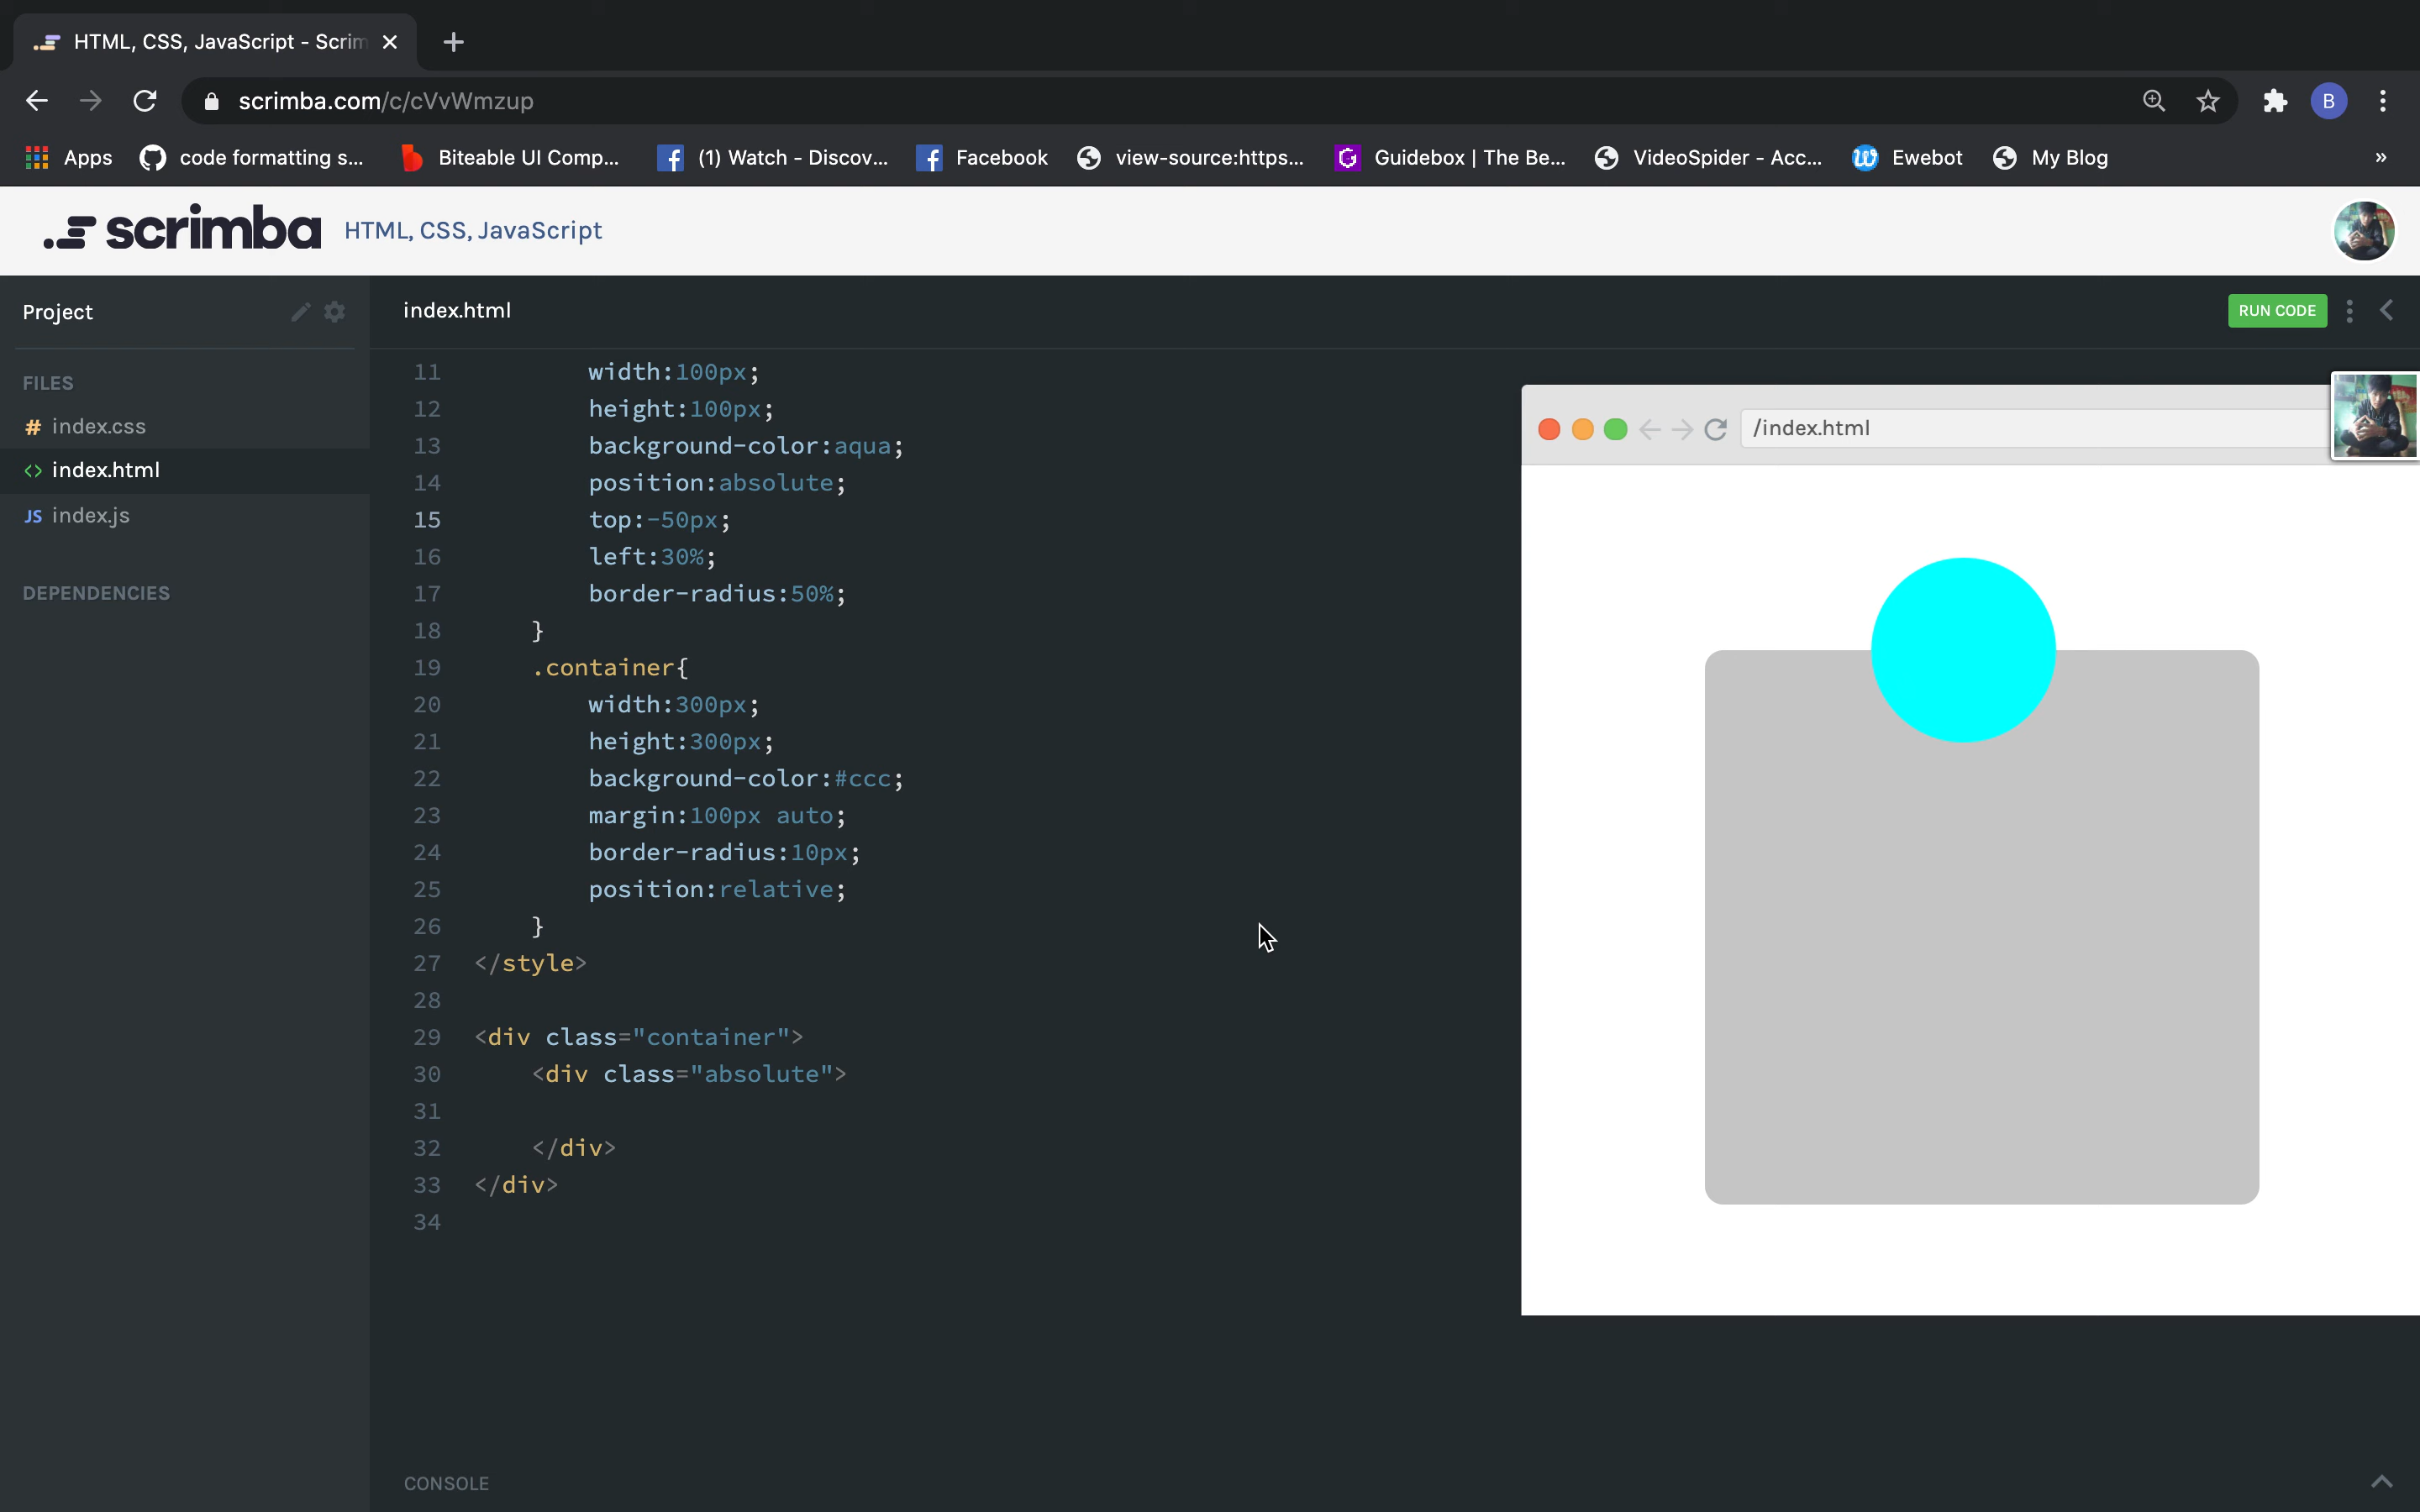 HTML, CSS, JavaScript - Scrim
scrimba.com/c/cVvWmzup
B
Apps
code formatting s...
Biteable UI Comp...
(1) Watch - Discov...
Facebook
view-source:https...
Guidebox | The Be...
VideoSpider - Acc...
Ewebot
My Blog
»
scrimba
HTML, CSS, JavaScript
Project
index.html
RUN CODE
FILES
# index.css
<> index.html
JS index.js
DEPENDENCIES
11 width:100px;
12 height:100px;
13 background-color:aqua;
14 position:absolute;
15 top:-50px;
16 left:30%;
17 border-radius:50%;
18 }
19 .container{
20 width:300px;
21 height:300px;
22 background-color:#ccc;
23 margin:100px auto;
24 border-radius:10px;
25 position:relative;
26 }
27 </style>
28
29 <div class="container">
30 <div class="absolute">
31
32 </div>
33 </div>
34
/index.html
CONSOLE